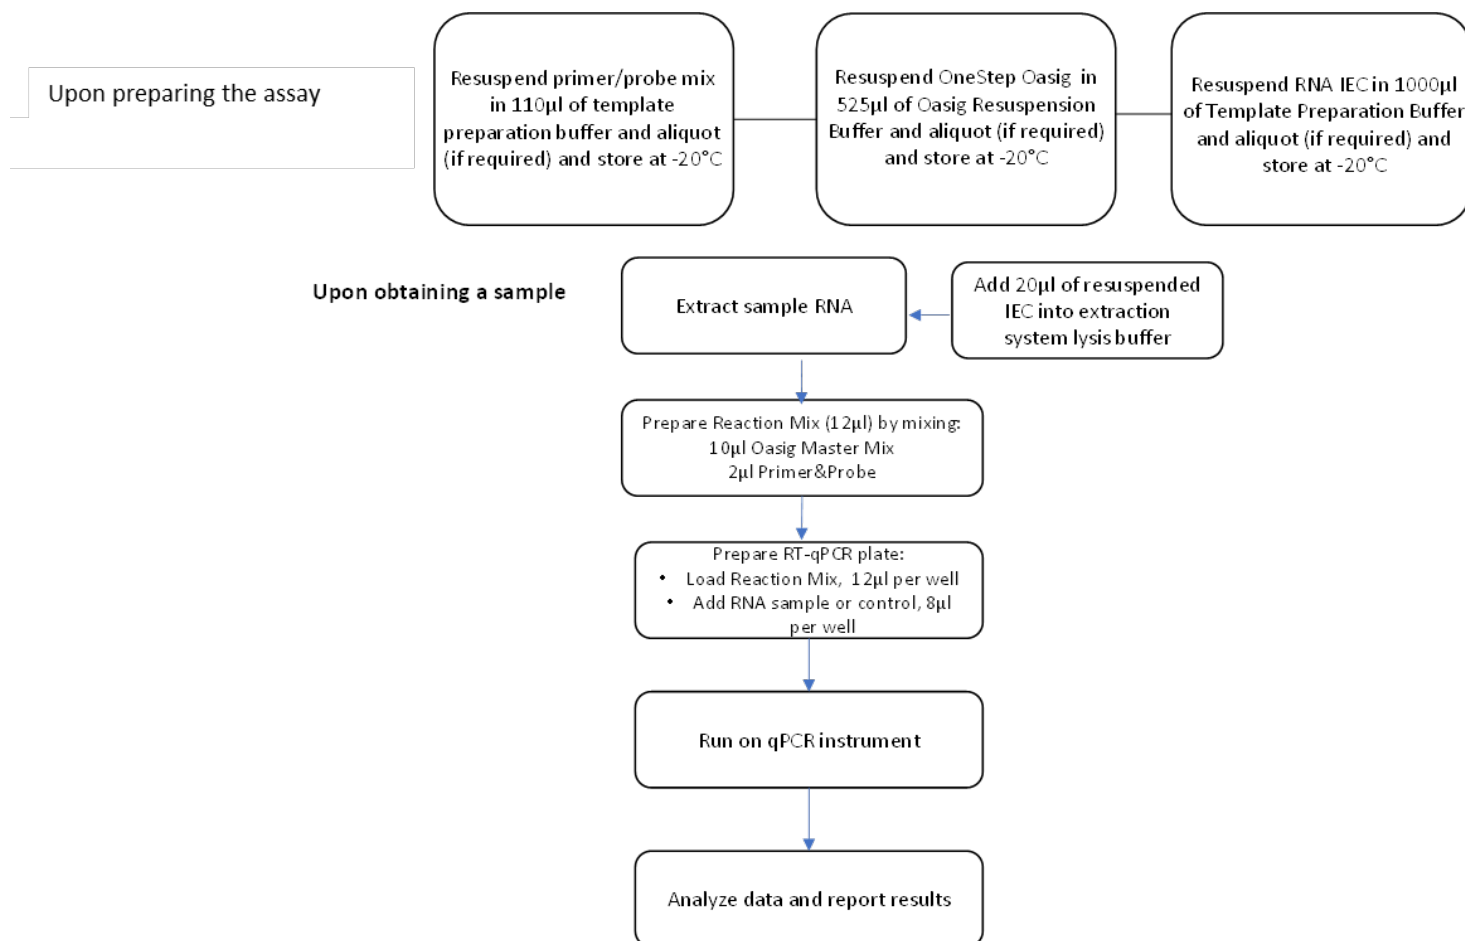 Upon preparing the assay
Resuspend primer/probe mix
in 110µl of template
preparation buffer and aliquot
(if required) and store at -20°C
Resuspend OneStep Oasig in
525µl of Oasig Resuspension
Buffer and aliquot (if required)
and store at -20°C
Resuspend RNA IEC in 1000µl
of Template Preparation Buffer
and aliquot (if required) and
store at -20°C
Upon obtaining a sample
Extract sample RNA
Add 20µl of resuspended
IEC into extraction
system lysis buffer
Prepare Reaction Mix (12µl) by mixing:
10µl Oasig Master Mix
2µl Primer&Probe
Prepare RT-qPCR plate:
• Load Reaction Mix, 12µl per well
• Add RNA sample or control, 8µl
per well
Run on qPCR instrument
Analyze data and report results